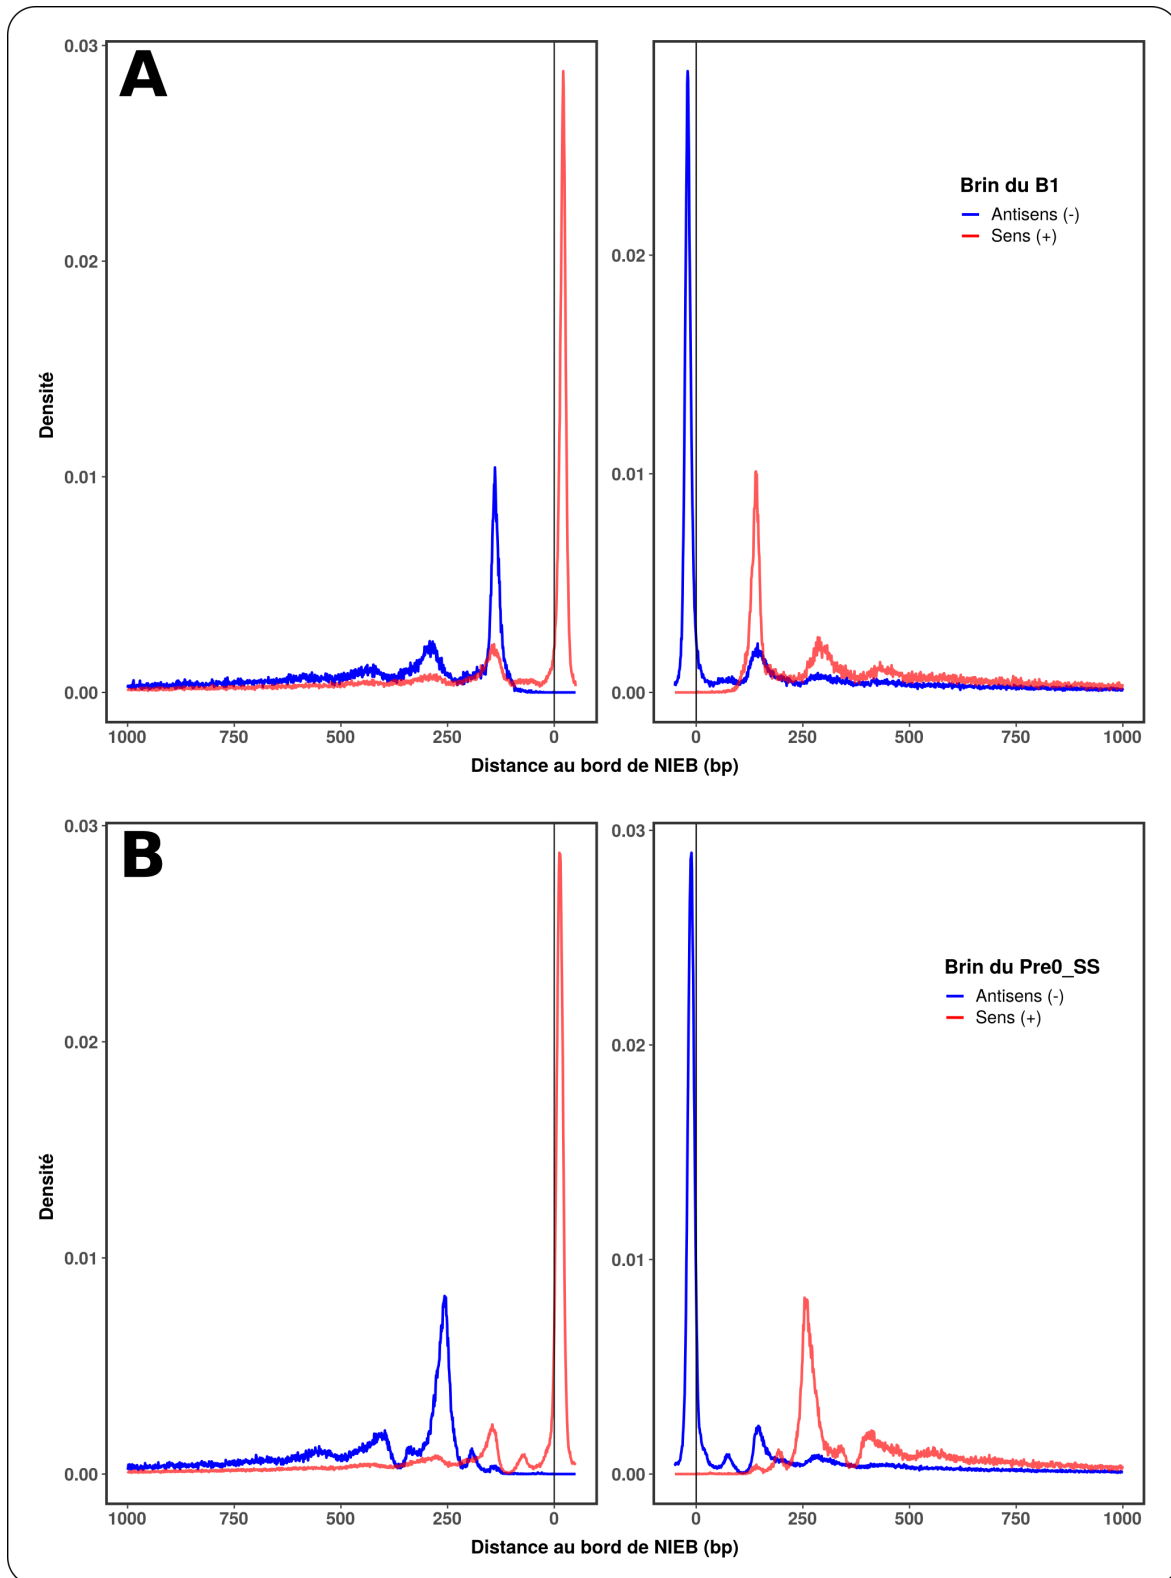 A
0.03
0.02
0.01
0.00
Densité
1000 750 500 250 0
0.02
0.01
0.00
0 250 500 750 1000
Brin du B1
Antisens (-)
Sens (+)
Distance au bord de NIEB (bp)
B
0.03
0.02
0.01
0.00
Densité
1000 750 500 250 0
0.03
0.02
0.01
0.00
0 250 500 750 1000
Brin du Pre0_SS
Antisens (-)
Sens (+)
Distance au bord de NIEB (bp)